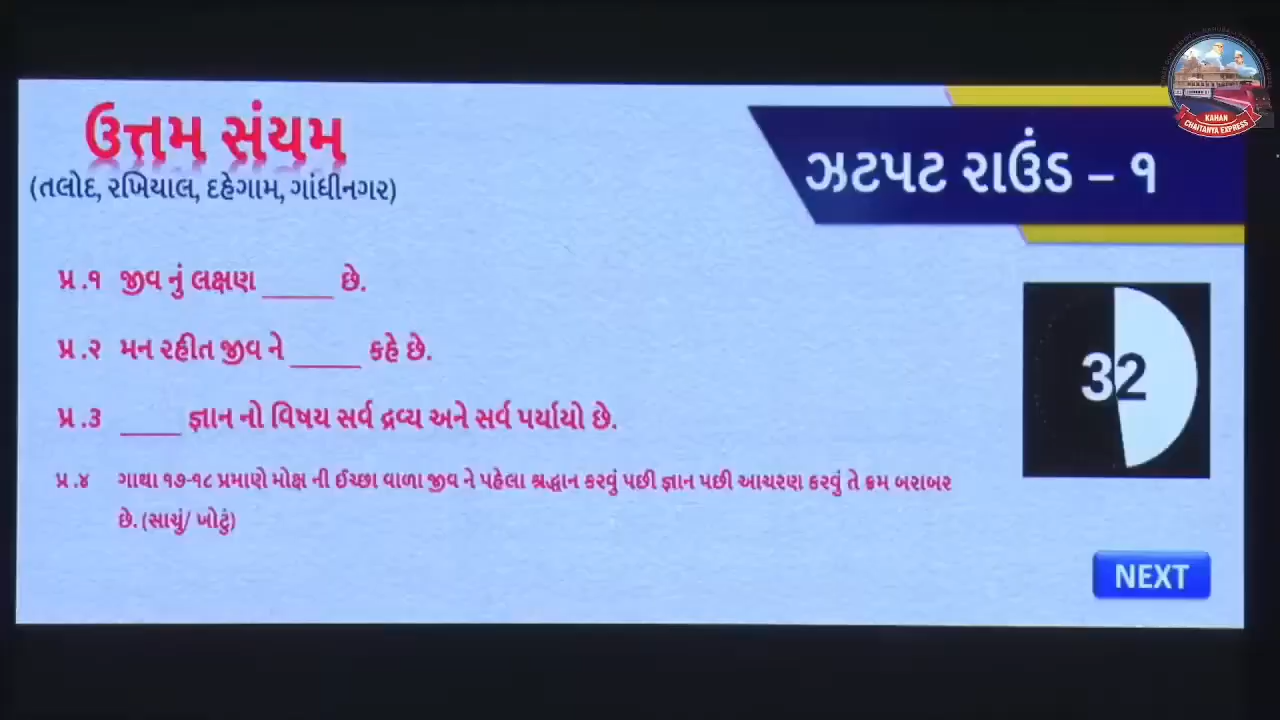 ઉત્તમ સંયમ
(તલોદ, રખિયાલ, દહેગામ, ગાંધીનગર)
ઝટપટ રાઉંડ – ૧
પ્ર .૧ જીવ નું લક્ષણ _____ છે.
પ્ર .૨ મન રહીત જીવ ને _____ કહે છે.
પ્ર .૩ ____ જ્ઞાન નો વિષય સર્વ દ્રવ્ય અને સર્વ પર્યાયો છે.
પ્ર .૪ ગાથા ૧૭-૧૮ પ્રમાણે મોક્ષ ની ઈચ્છા વાળા જીવ ને પહેલા શ્રદ્ધાન કરવું પછી જ્ઞાન પછી આચરણ કરવું તે ક્રમ બરાબર
છે. (સાચું/ ખોટું)
32
NEXT
KAHAN
CHAITANYA EXPRESS